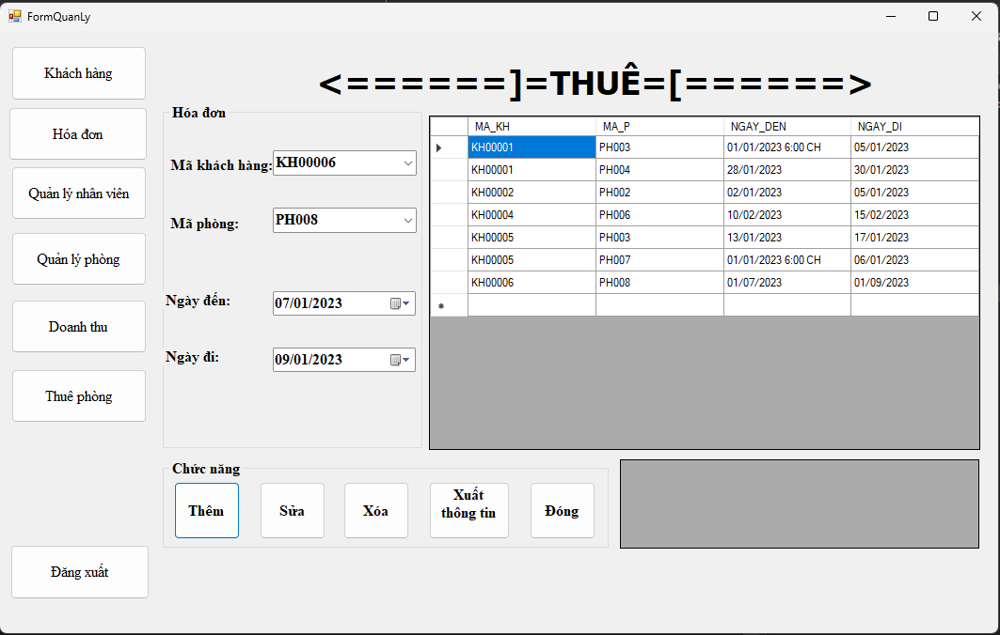 FormQuanLy
Khách hàng
Hóa đơn
Quản lý nhân viên
Quản lý phòng
Doanh thu
Thuê phòng
Đăng xuất
<======]=THUÊ=[======>
Hóa đơn
Mã khách hàng: KH00006
Mã phòng: PH008
Ngày đến: 07/01/2023
Ngày đi: 09/01/2023
MA_KH MA_P NGAY_DEN NGAY_DI
KH00001 PH003 01/01/2023 6:00 CH 05/01/2023
KH00001 PH004 28/01/2023 30/01/2023
KH00002 PH002 02/01/2023 05/01/2023
KH00004 PH006 10/02/2023 15/02/2023
KH00005 PH003 13/01/2023 17/01/2023
KH00005 PH007 01/01/2023 6:00 CH 06/01/2023
KH00006 PH008 01/07/2023 01/09/2023
Chức năng
Thêm
Sửa
Xóa
Xuất
thông tin
Đóng